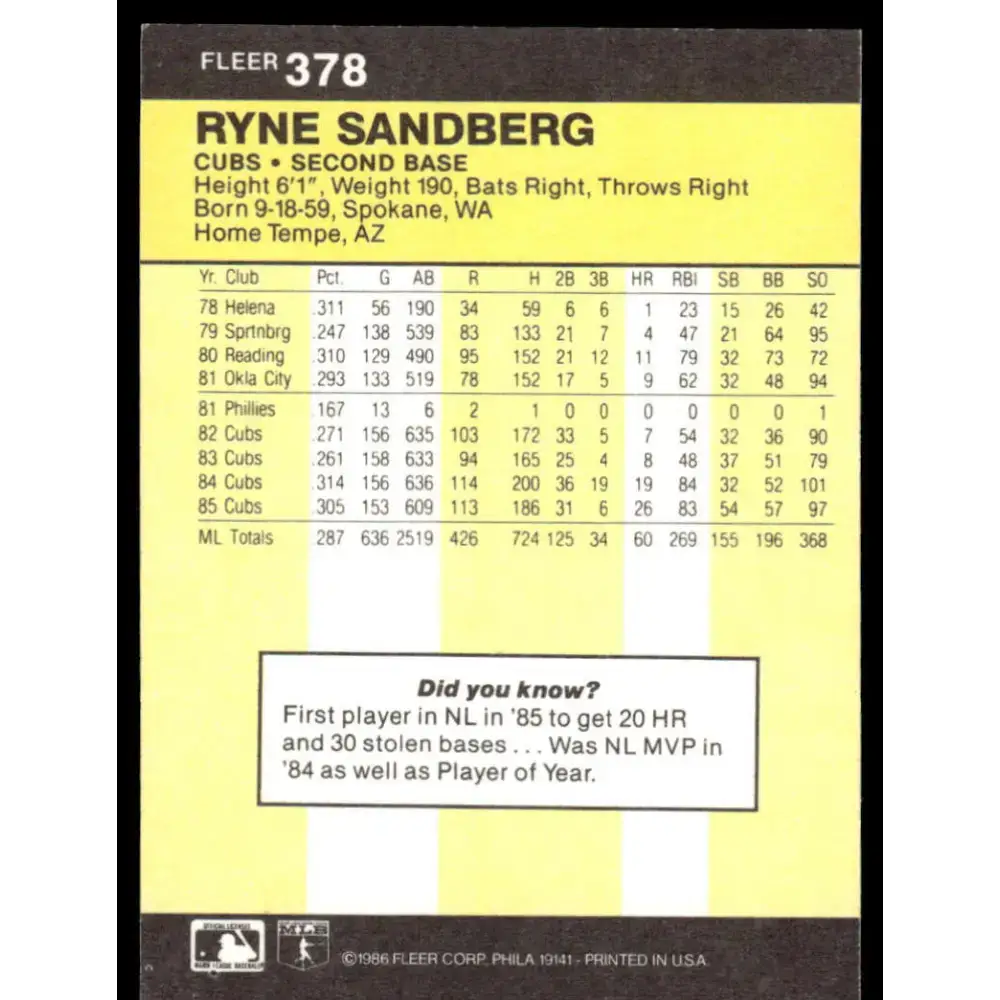 FLEER 378
RYNE SANDBERG
CUBS • SECOND BASE
Height 6'1", Weight 190, Bats Right, Throws Right
Born 9-18-59, Spokane, WA
Home Tempe, AZ
Yr. Club Pct. G AB R H 2B 3B HR RBI SB BB SO
78 Helena .311 56 190 34 59 6 6 1 23 15 26 42
79 Sprtnbrg .247 138 539 83 133 21 7 4 47 21 64 95
80 Reading .310 129 490 95 152 21 12 11 79 32 73 72
81 Okla City .293 133 519 78 152 17 5 9 62 32 48 94
81 Phillies .167 13 6 2 1 0 0 0 0 0 0 1
82 Cubs .271 156 635 103 172 33 5 7 54 32 36 90
83 Cubs .261 158 633 94 165 25 4 8 48 37 51 79
84 Cubs .314 156 636 114 200 36 19 19 84 32 52 101
85 Cubs .305 153 609 113 186 31 6 26 83 54 57 97
ML Totals .287 636 2519 426 724 125 34 60 269 155 196 368
Did you know?
First player in NL in '85 to get 20 HR
and 30 stolen bases . . . Was NL MVP in
'84 as well as Player of Year.
OFFICIAL LICENSEE
MAJOR LEAGUE BASEBALL
MLB
©1986 FLEER CORP. PHILA 19141 - PRINTED IN U.S.A.